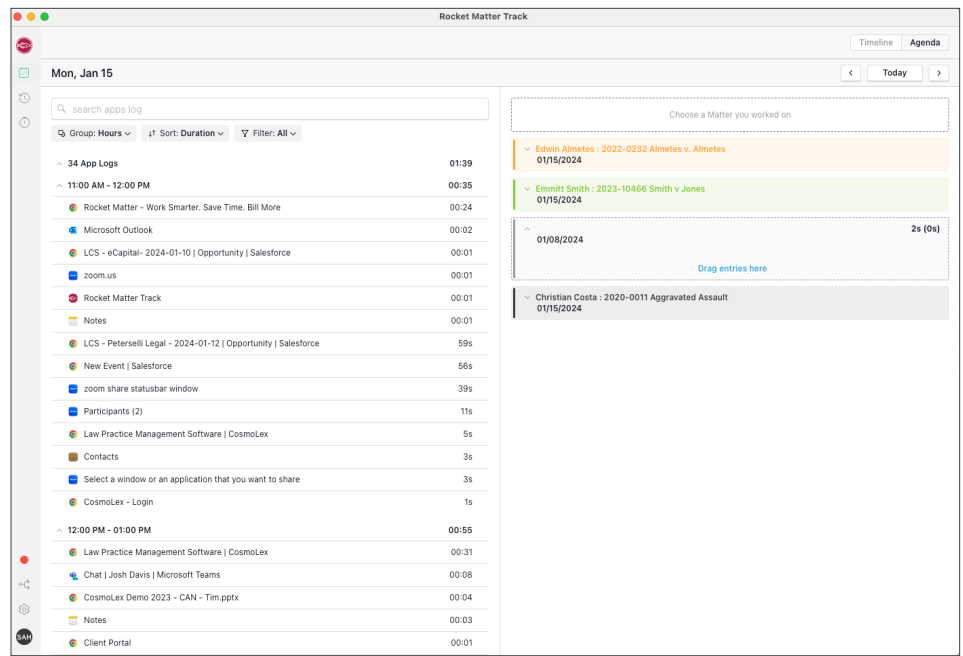 Rocket Matter Track
Timeline Agenda
Mon, Jan 15
Today
search apps log
Group: Hours Sort: Duration Filter: All
34 App Logs 01:39
11:00 AM - 12:00 PM 00:35
Rocket Matter - Work Smarter. Save Time. Bill More 00:24
Microsoft Outlook 00:02
LCS - eCapital- 2024-01-10 | Opportunity | Salesforce 00:01
zoom.us 00:01
Rocket Matter Track 00:01
Notes 00:01
LCS - Peterselli Legal - 2024-01-12 | Opportunity | Salesforce 59s
New Event | Salesforce 56s
zoom share statusbar window 39s
Participants (2) 11s
Law Practice Management Software | CosmoLex 5s
Contacts 3s
Select a window or an application that you want to share 3s
CosmoLex - Login 1s
12:00 PM - 01:00 PM 00:55
Law Practice Management Software | CosmoLex 00:31
Chat | Josh Davis | Microsoft Teams 00:08
CosmoLex Demo 2023 - CAN - Tim.pptx 00:04
Notes 00:03
Client Portal 00:01
Choose a Matter you worked on
Edwin Almetes : 2022-0232 Almetes v. Almetes
01/15/2024
Emmitt Smith : 2023-10466 Smith v Jones
01/15/2024
2s (0s)
01/08/2024
Drag entries here
Christian Costa : 2020-0011 Aggravated Assault
01/15/2024
SAH